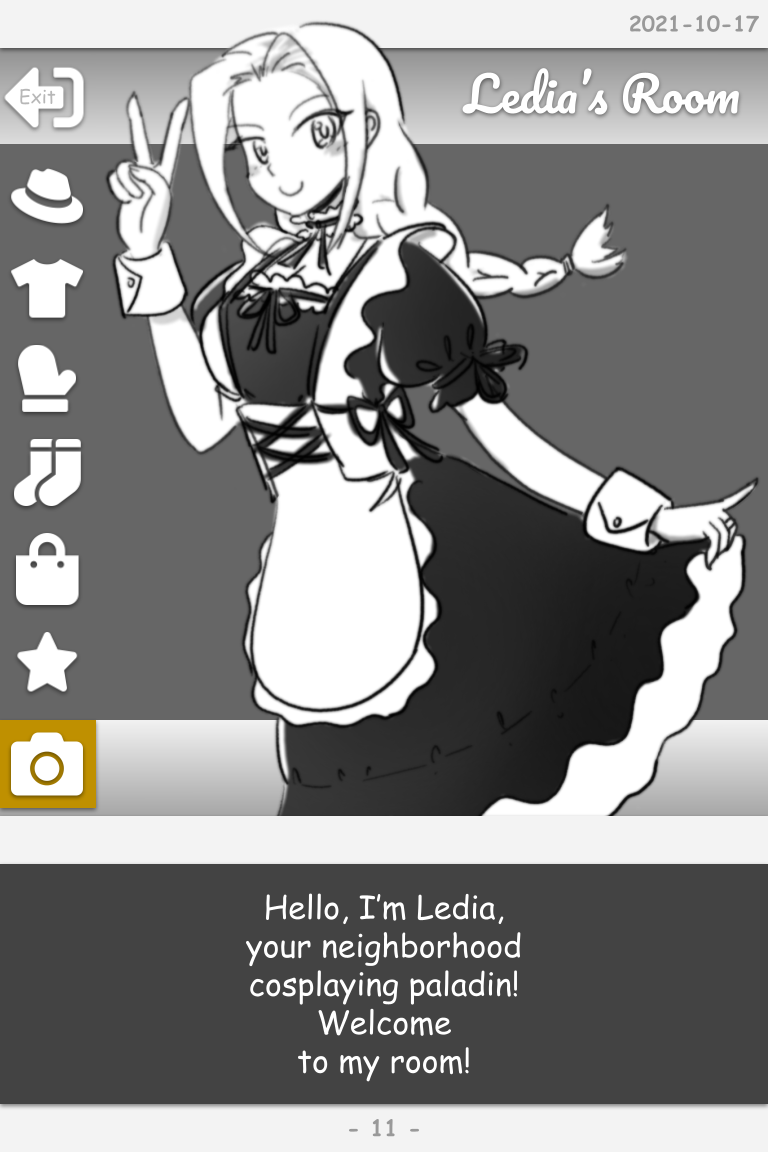 2021-10-17
Exit
Ledia's Room
Hello, I'm Ledia,
your neighborhood
cosplaying paladin!
Welcome
to my room!
- 11 -